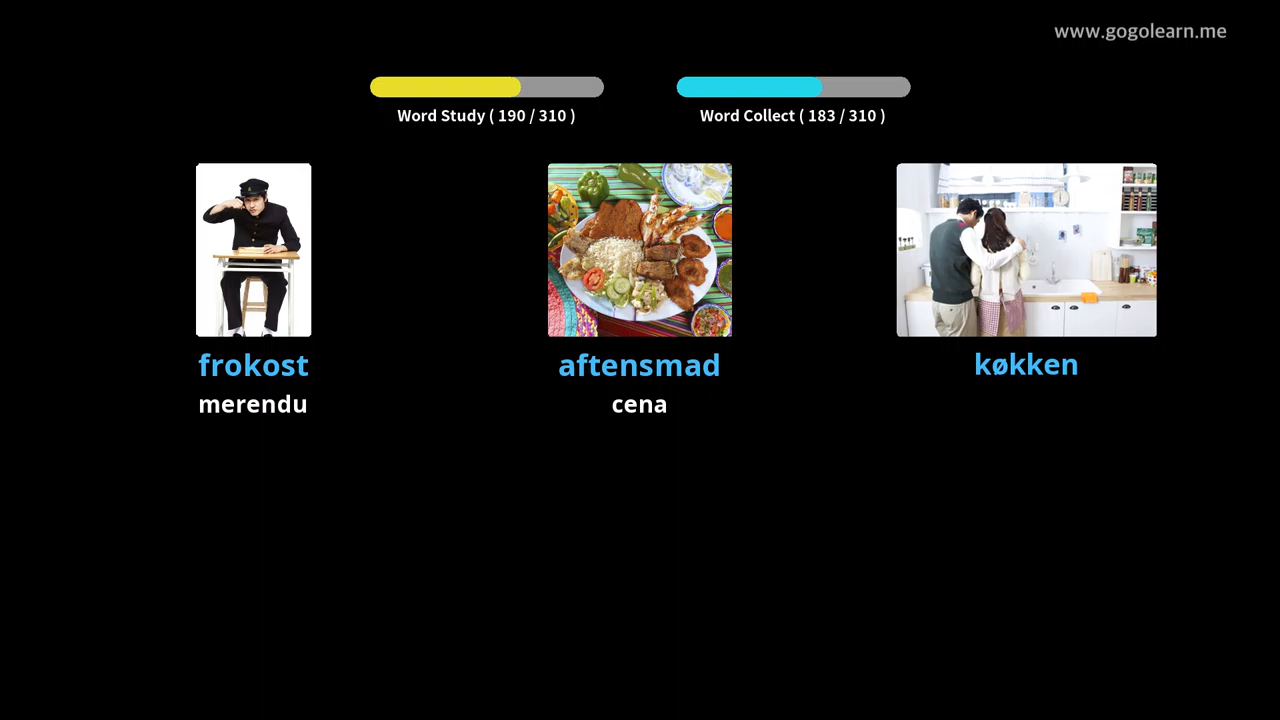 www.gogolearn.me
Word Study ( 190 / 310 )
Word Collect ( 183 / 310 )
frokost
aftensmad
køkken
merendu
cena